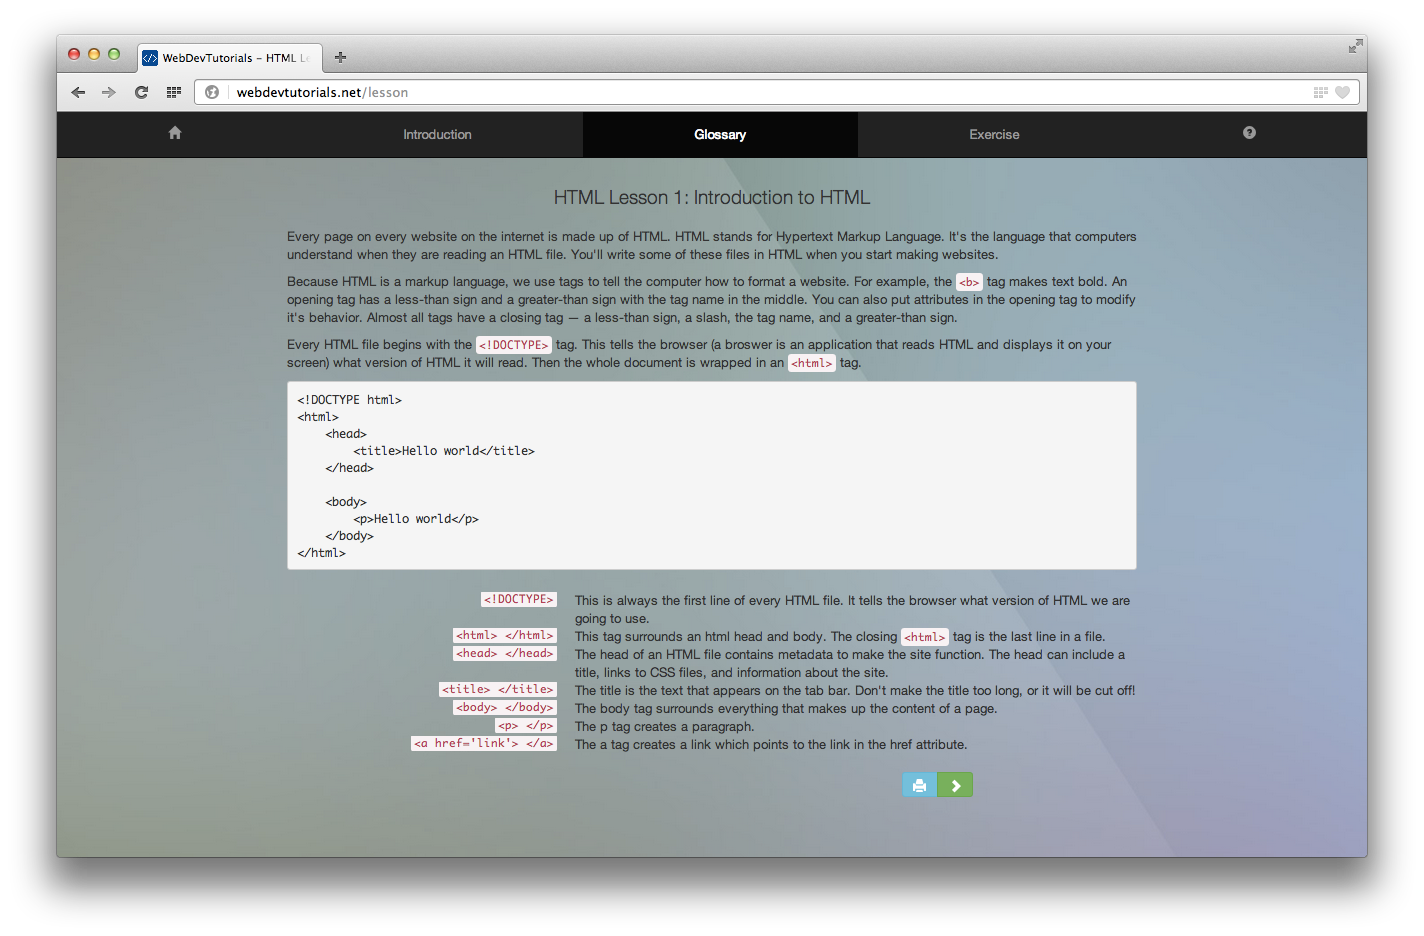 WebDevTutorials – HTML Le
webdevtutorials.net/lesson
Introduction
Glossary
Exercise
HTML Lesson 1: Introduction to HTML
Every page on every website on the internet is made up of HTML. HTML stands for Hypertext Markup Language. It's the language that computers
understand when they are reading an HTML file. You'll write some of these files in HTML when you start making websites.
Because HTML is a markup language, we use tags to tell the computer how to format a website. For example, the <b> tag makes text bold. An
opening tag has a less-than sign and a greater-than sign with the tag name in the middle. You can also put attributes in the opening tag to modify
it's behavior. Almost all tags have a closing tag — a less-than sign, a slash, the tag name, and a greater-than sign.
Every HTML file begins with the <!DOCTYPE> tag. This tells the browser (a broswer is an application that reads HTML and displays it on your
screen) what version of HTML it will read. Then the whole document is wrapped in an <html> tag.
<!DOCTYPE html>
<html>
<head>
<title>Hello world</title>
</head>
<body>
<p>Hello world</p>
</body>
</html>
<!DOCTYPE> This is always the first line of every HTML file. It tells the browser what version of HTML we are
going to use.
<html> </html> This tag surrounds an html head and body. The closing <html> tag is the last line in a file.
<head> </head> The head of an HTML file contains metadata to make the site function. The head can include a
title, links to CSS files, and information about the site.
<title> </title> The title is the text that appears on the tab bar. Don't make the title too long, or it will be cut off!
<body> </body> The body tag surrounds everything that makes up the content of a page.
<p> </p> The p tag creates a paragraph.
<a href='link'> </a> The a tag creates a link which points to the link in the href attribute.